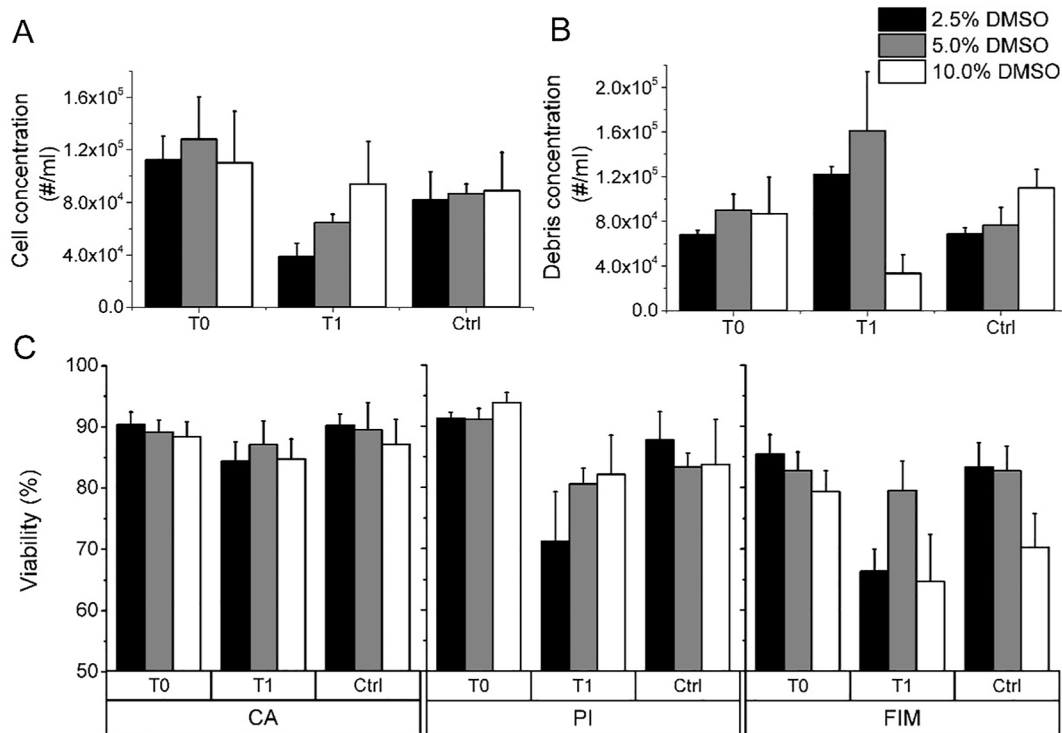 A
B
2.5% DMSO
5.0% DMSO
10.0% DMSO
Cell concentration
(#/ml)
1.6x10⁵
1.2x10⁵
8.0x10⁴
4.0x10⁴
0.0
T0 T1 Ctrl
Debris concentration
(#/ml)
2.0x10⁵
1.6x10⁵
1.2x10⁵
8.0x10⁴
4.0x10⁴
0.0
T0 T1 Ctrl
C
Viability (%)
100
90
80
70
60
50
T0 T1 Ctrl T0 T1 Ctrl T0 T1 Ctrl
CA PI FIM